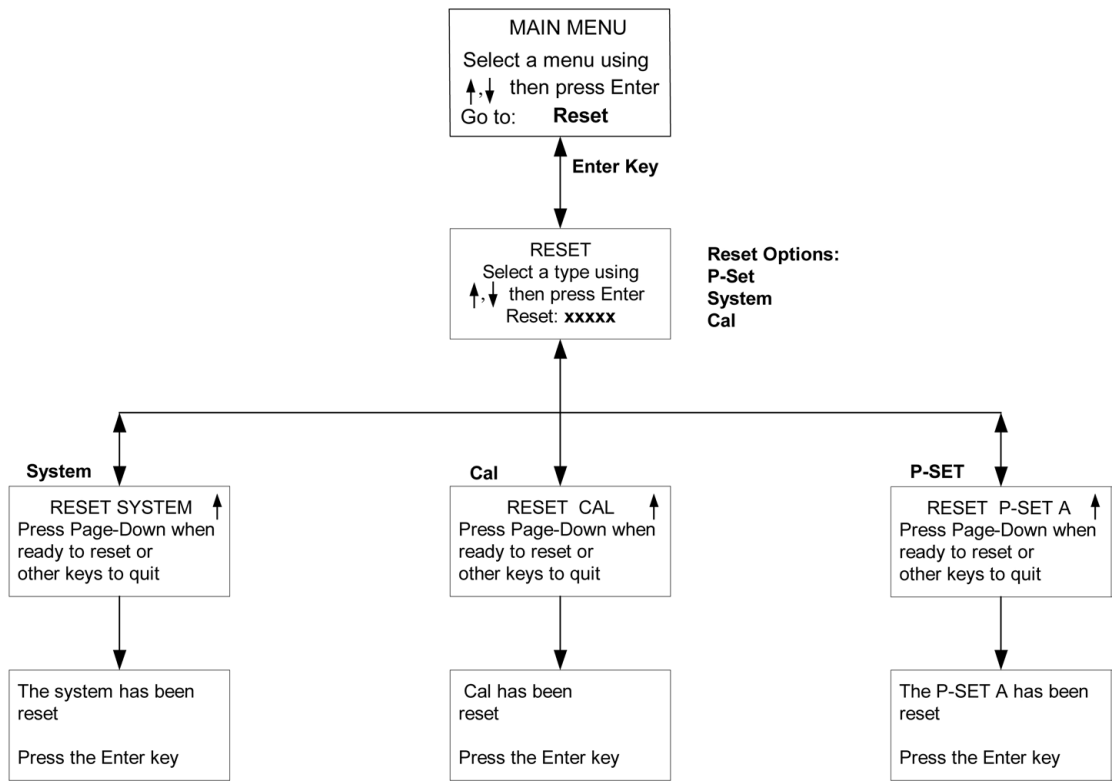 MAIN MENU
Select a menu using
↑,↓ then press Enter
Go to: Reset
Enter Key
RESET
Select a type using
↑,↓ then press Enter
Reset: xxxxx
Reset Options:
P-Set
System
Cal
System
RESET SYSTEM ↑
Press Page-Down when
ready to reset or
other keys to quit
The system has been
reset
Press the Enter key
Cal
RESET CAL ↑
Press Page-Down when
ready to reset or
other keys to quit
Cal has been
reset
Press the Enter key
P-SET
RESET P-SET A ↑
Press Page-Down when
ready to reset or
other keys to quit
The P-SET A has been
reset
Press the Enter key